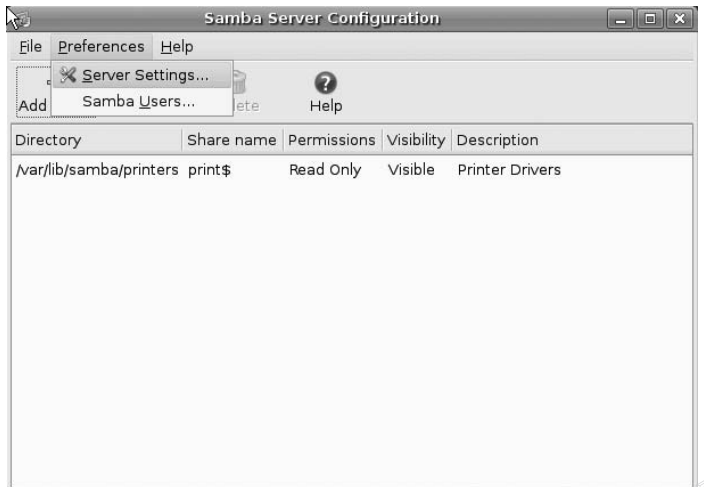 Samba Server Configuration
File Preferences Help
Server Settings...
Samba Users...
Add Help
Directory Share name Permissions Visibility Description
/var/lib/samba/printers print$ Read Only Visible Printer Drivers